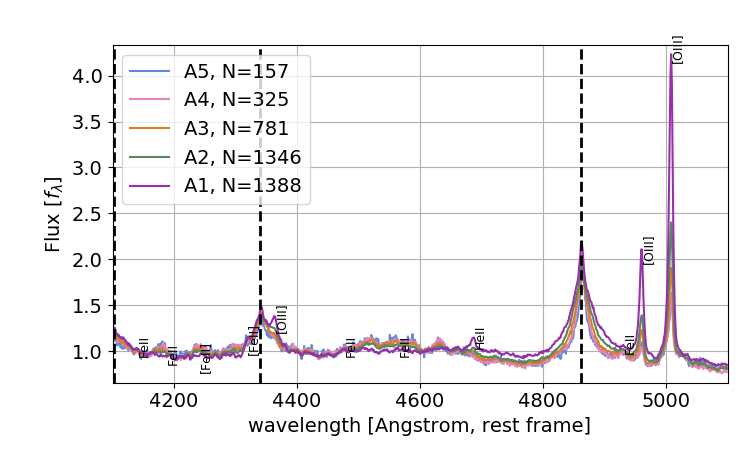 A5, N=157
A4, N=325
A3, N=781
A2, N=1346
A1, N=1388
Flux [fλ]
4.0
3.5
3.0
2.5
2.0
1.5
1.0
FeII
FeII
[FeII]
[FeII]
[OIII]
FeII
FeII
FeII
FeII
[OIII]
[OIII]
4200
4400
4600
4800
5000
wavelength [Angstrom, rest frame]